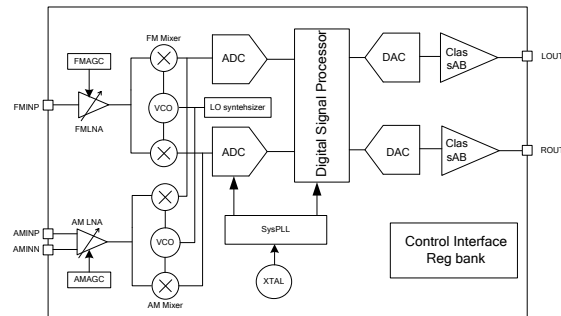 FM Mixer
FMAGC
ADC
DAC
Clas
sAB
LOUT
FMINP
VCO
LO syntehsizer
FMLNA
Digital Signal Processor
ADC
DAC
Clas
sAB
ROUT
AM LNA
AMINP
AMINN
VCO
SysPLL
AMAGC
AM Mixer
XTAL
Control Interface
Reg bank